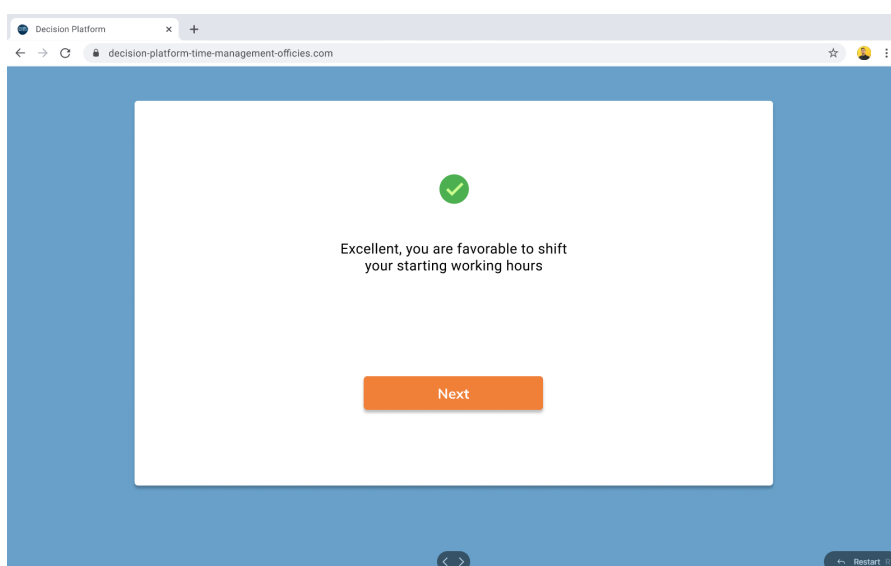 Decision Platform
decision-platform-time-management-officies.com
Excellent, you are favorable to shift
your starting working hours
Next
Restart